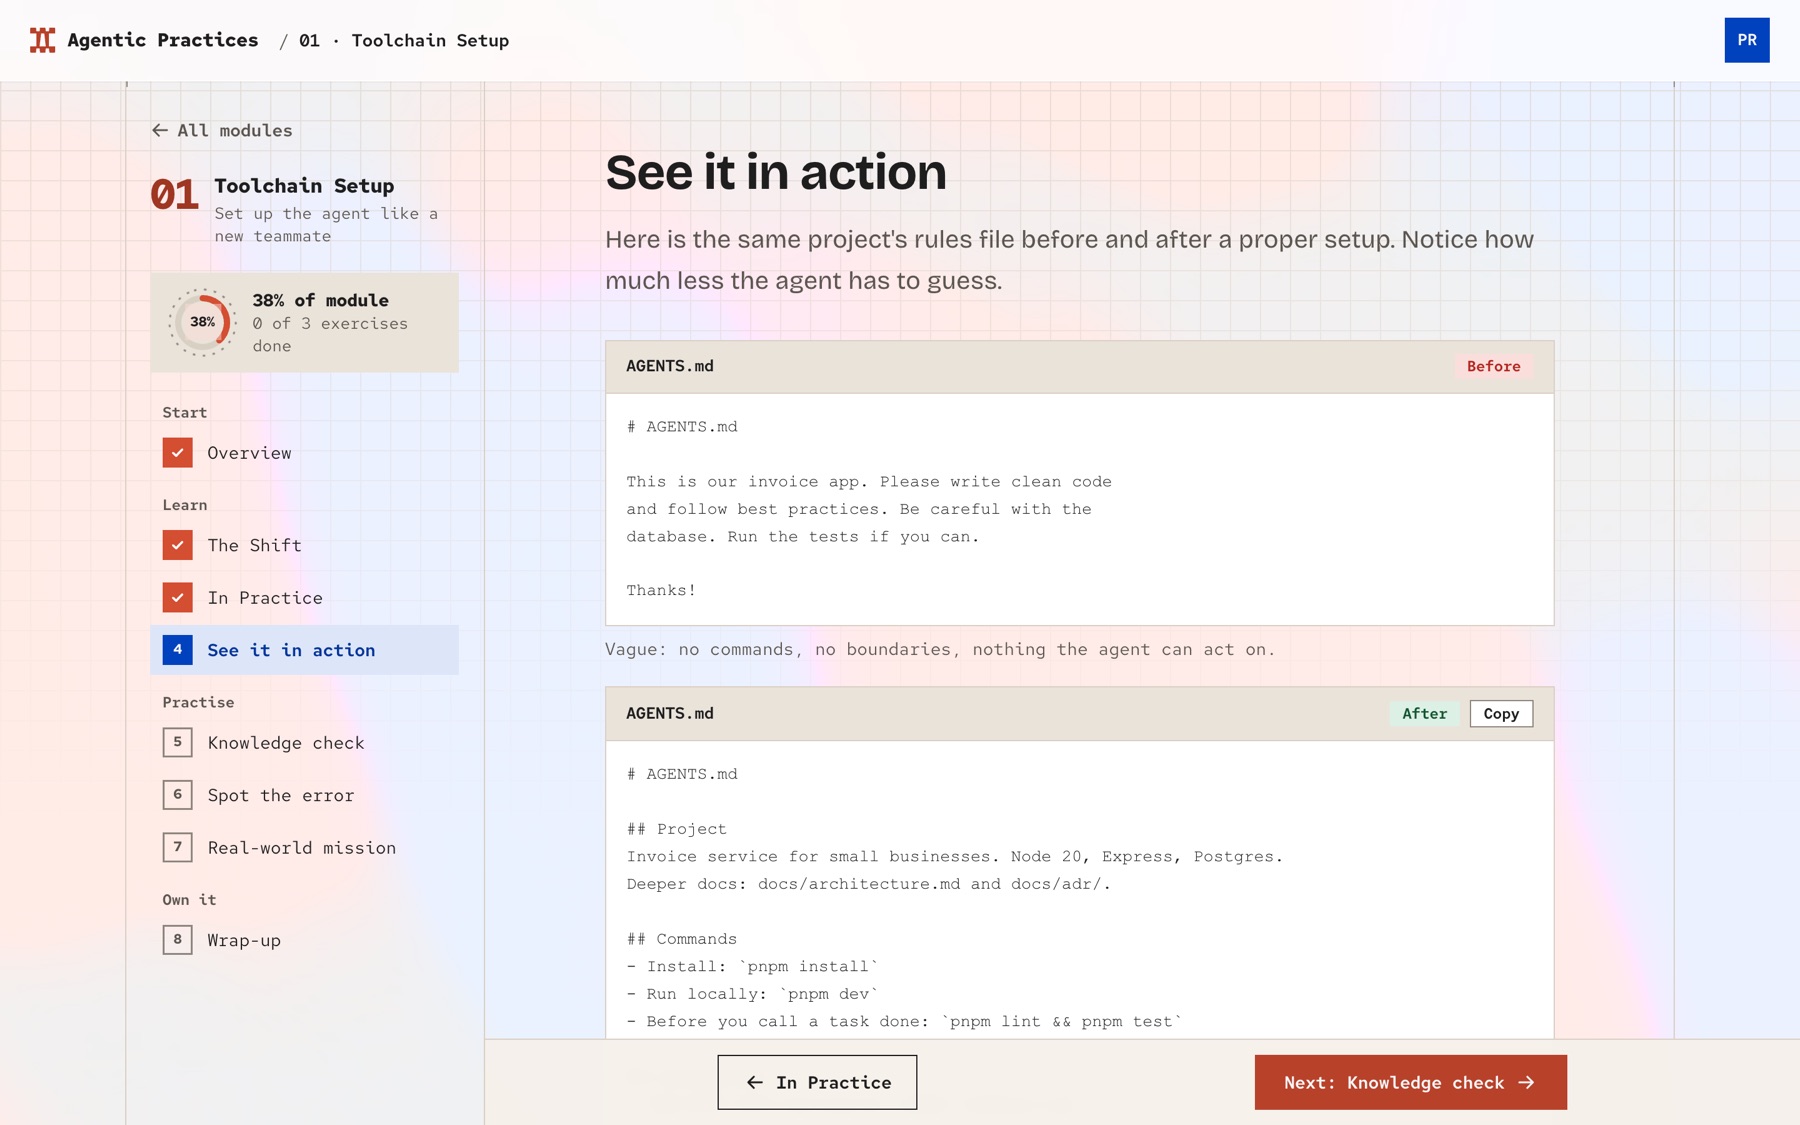 Agentic Practices / 01 · Toolchain Setup
PR
← All modules
01 Toolchain Setup
Set up the agent like a
new teammate
38%
38% of module
0 of 3 exercises
done
Start
Overview
Learn
The Shift
In Practice
4 See it in action
Practise
5 Knowledge check
6 Spot the error
7 Real-world mission
Own it
8 Wrap-up
See it in action
Here is the same project's rules file before and after a proper setup. Notice how
much less the agent has to guess.
AGENTS.md Before
# AGENTS.md
This is our invoice app. Please write clean code
and follow best practices. Be careful with the
database. Run the tests if you can.
Thanks!
Vague: no commands, no boundaries, nothing the agent can act on.
AGENTS.md After Copy
# AGENTS.md
## Project
Invoice service for small businesses. Node 20, Express, Postgres.
Deeper docs: docs/architecture.md and docs/adr/.
## Commands
- Install: `pnpm install`
- Run locally: `pnpm dev`
- Before you call a task done: `pnpm lint && pnpm test`
← In Practice
Next: Knowledge check →